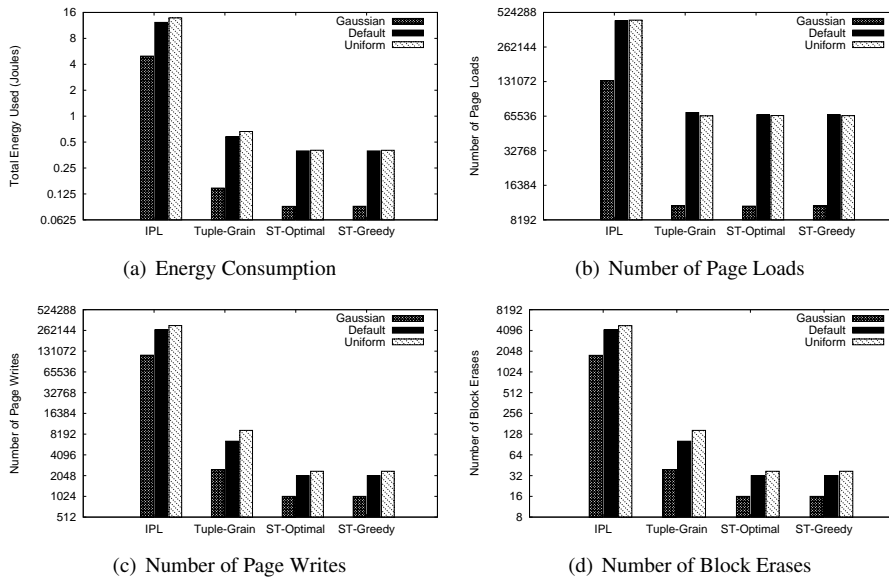 Total Energy Used (Joules)
16
8
4
2
1
0.5
0.25
0.125
0.0625
Gaussian
Default
Uniform
IPL Tuple-Grain ST-Optimal ST-Greedy
(a) Energy Consumption
Number of Page Loads
524288
262144
131072
65536
32768
16384
8192
Gaussian
Default
Uniform
IPL Tuple-Grain ST-Optimal ST-Greedy
(b) Number of Page Loads
Number of Page Writes
524288
262144
131072
65536
32768
16384
8192
4096
2048
1024
512
Gaussian
Default
Uniform
IPL Tuple-Grain ST-Optimal ST-Greedy
(c) Number of Page Writes
Number of Block Erases
8192
4096
2048
1024
512
256
128
64
32
16
8
Gaussian
Default
Uniform
IPL Tuple-Grain ST-Optimal ST-Greedy
(d) Number of Block Erases